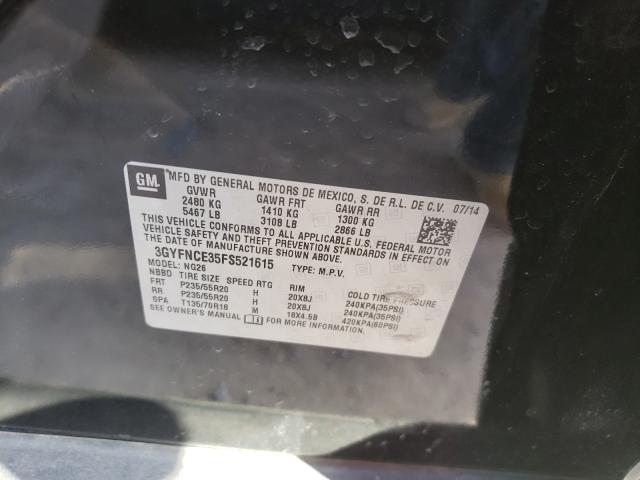 GM MFD BY GENERAL MOTORS DE MEXICO, S. DE R.L. DE C.V. 07/14
GVWR GAWR FRT GAWR RR
2480 KG 1410 KG 1300 KG
5467 LB 3108 LB 2866 LB
THIS VEHICLE CONFORMS TO ALL APPLICABLE U.S. FEDERAL MOTOR
VEHICLE SAFETY AND THEFT PREVENTION STANDARDS IN EFFECT ON
THE DATE OF MANUFACTURE SHOWN ABOVE.
3GYFNCE35FS521615 TYPE: M.P.V.
MODEL: NG26
NBBD TIRE SIZE SPEED RTG RIM COLD TIRE PRESSURE
FRT P235/55R20 H 20X8J 240KPA(35PSI)
RR P235/55R20 H 20X8J 240KPA(35PSI)
SPA T135/70R18 M 18X4.5B 420KPA(60PSI)
SEE OWNER'S MANUAL FOR MORE INFORMATION.